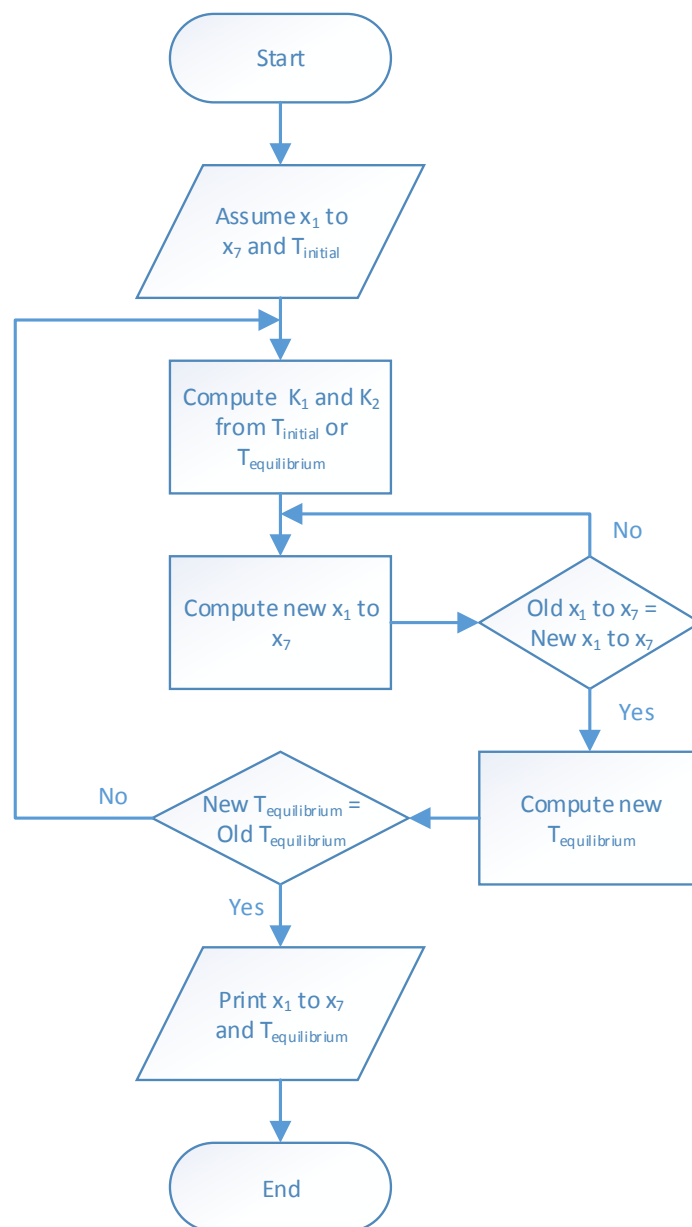 Start
Assume x₁ to
x₇ and Tinitial
Compute K₁ and K₂
from Tinitial or
Tequilibrium
No
Compute new x₁ to
x₇
Old x₁ to x₇ =
New x₁ to x₇
Yes
No
New Tequilibrium =
Old Tequilibrium
Compute new
Tequilibrium
Yes
Print x₁ to x₇
and Tequilibrium
End